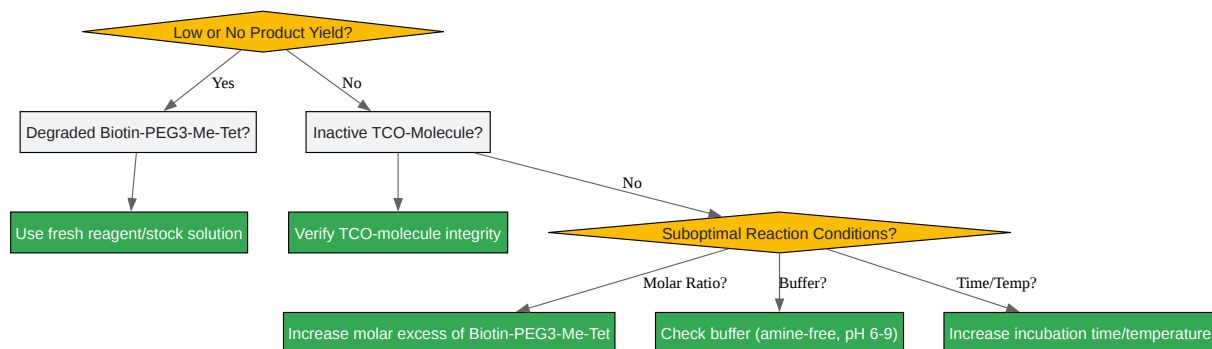 Low or No Product Yield?
Yes
No
Degraded Biotin-PEG3-Me-Tet?
Inactive TCO-Molecule?
No
Use fresh reagent/stock solution
Verify TCO-molecule integrity
Suboptimal Reaction Conditions?
Molar Ratio?
Buffer?
Time/Temp?
Increase molar excess of Biotin-PEG3-Me-Tet
Check buffer (amine-free, pH 6-9)
Increase incubation time/temperature